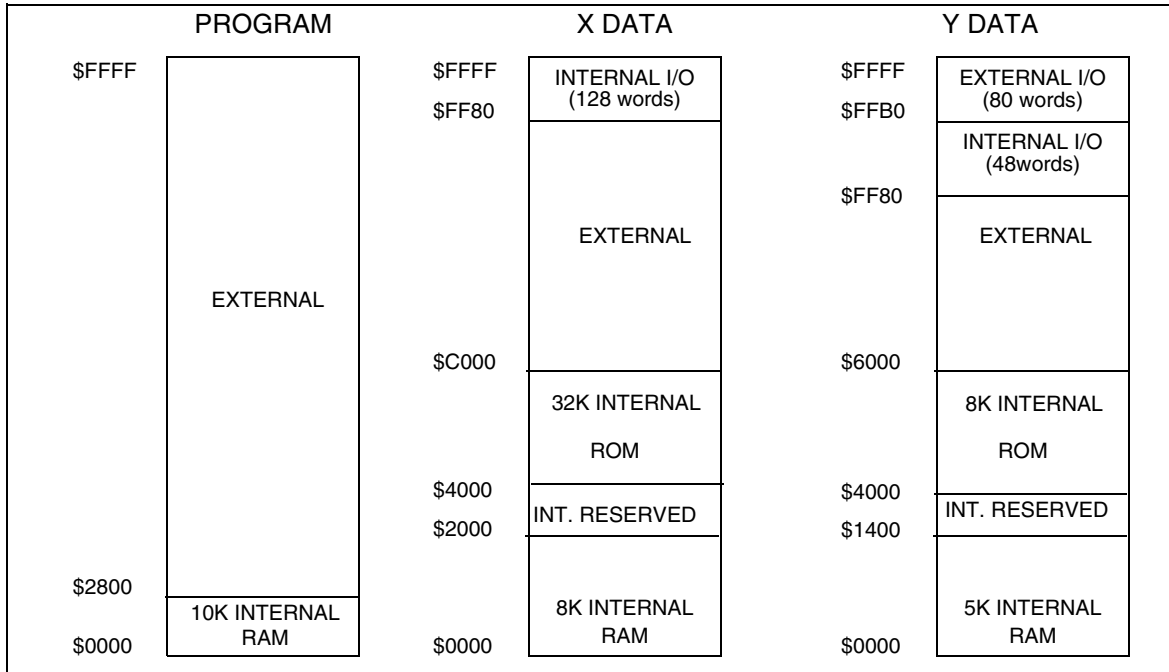 PROGRAM
$FFFF
EXTERNAL
$2800
10K INTERNAL
RAM
$0000
X DATA
$FFFF
INTERNAL I/O
(128 words)
$FF80
EXTERNAL
$C000
32K INTERNAL
ROM
$4000
INT. RESERVED
$2000
8K INTERNAL
RAM
$0000
Y DATA
$FFFF
EXTERNAL I/O
(80 words)
$FFB0
INTERNAL I/O
(48words)
$FF80
EXTERNAL
$6000
8K INTERNAL
ROM
$4000
INT. RESERVED
$1400
5K INTERNAL
RAM
$0000